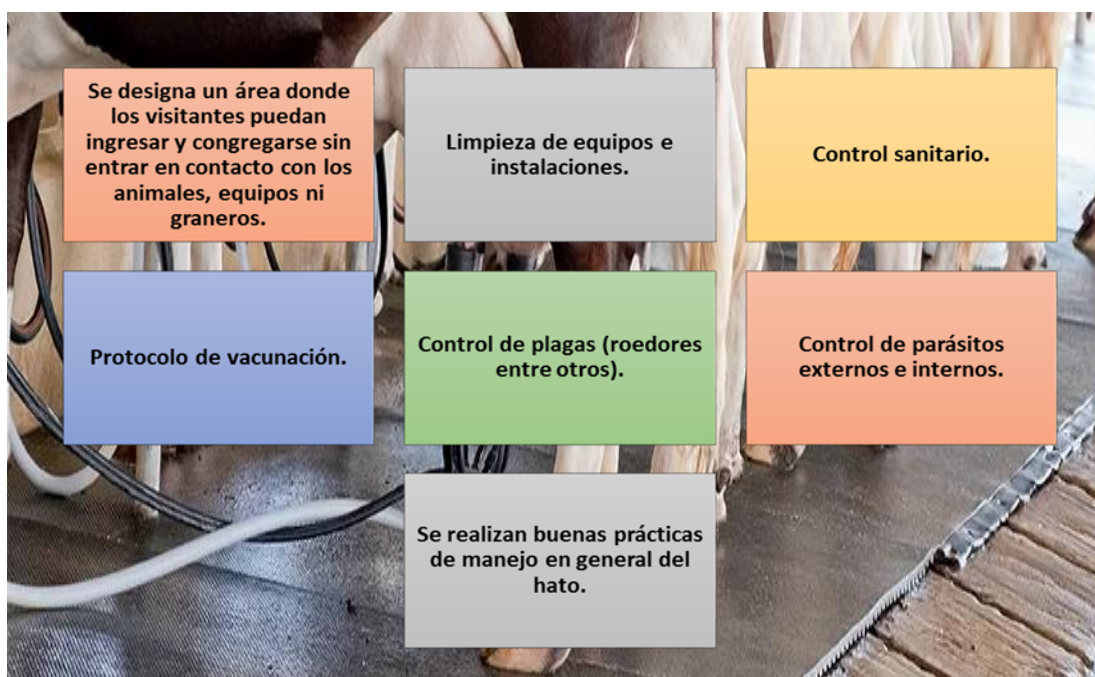 Se designa un área donde
los visitantes puedan
ingresar y congregarse sin
entrar en contacto con los
animales, equipos ni
graneros.
Limpieza de equipos e
instalaciones.
Control sanitario.
Protocolo de vacunación.
Control de plagas (roedores
entre otros).
Control de parásitos
externos e internos.
Se realizan buenas prácticas
de manejo en general del
hato.